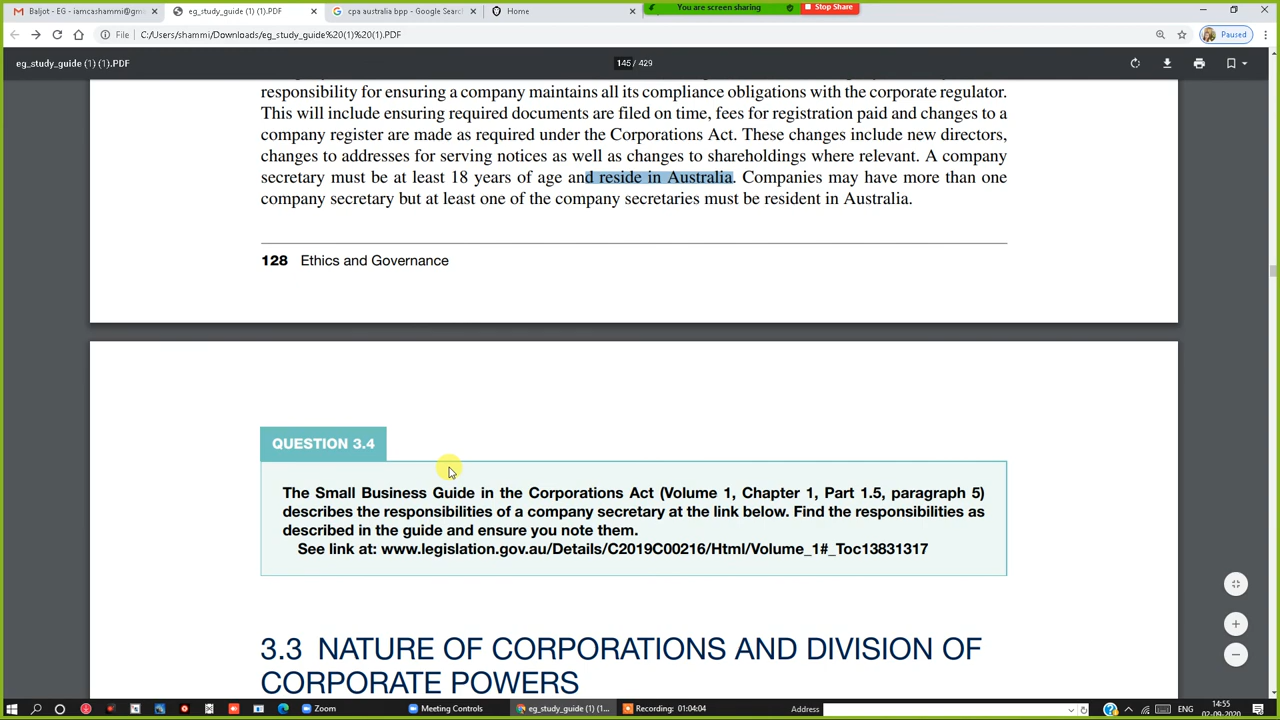 Baljot - EG - iamcashammi@gm
eg_study_guide (1) (1).PDF
cpa australia bpp - Google Search
Home
You are screen sharing
Stop Share
File
C:/Users/shammi/Downloads/eg_study_guide%20(1)%20(1).PDF
Paused
eg_study_guide (1) (1).PDF
145 / 429
responsibility for ensuring a company maintains all its compliance obligations with the corporate regulator.
This will include ensuring required documents are filed on time, fees for registration paid and changes to a
company register are made as required under the Corporations Act. These changes include new directors,
changes to addresses for serving notices as well as changes to shareholdings where relevant. A company
secretary must be at least 18 years of age and reside in Australia. Companies may have more than one
company secretary but at least one of the company secretaries must be resident in Australia.
128 Ethics and Governance
QUESTION 3.4
The Small Business Guide in the Corporations Act (Volume 1, Chapter 1, Part 1.5, paragraph 5)
describes the responsibilities of a company secretary at the link below. Find the responsibilities as
described in the guide and ensure you note them.
See link at: www.legislation.gov.au/Details/C2019C00216/Html/Volume_1#_Toc13831317
3.3 NATURE OF CORPORATIONS AND DIVISION OF
CORPORATE POWERS
Zoom
Meeting Controls
eg_study_guide (1) (1...
Recording: 01:04:04
Address
ENG
14:55
02-09-2020